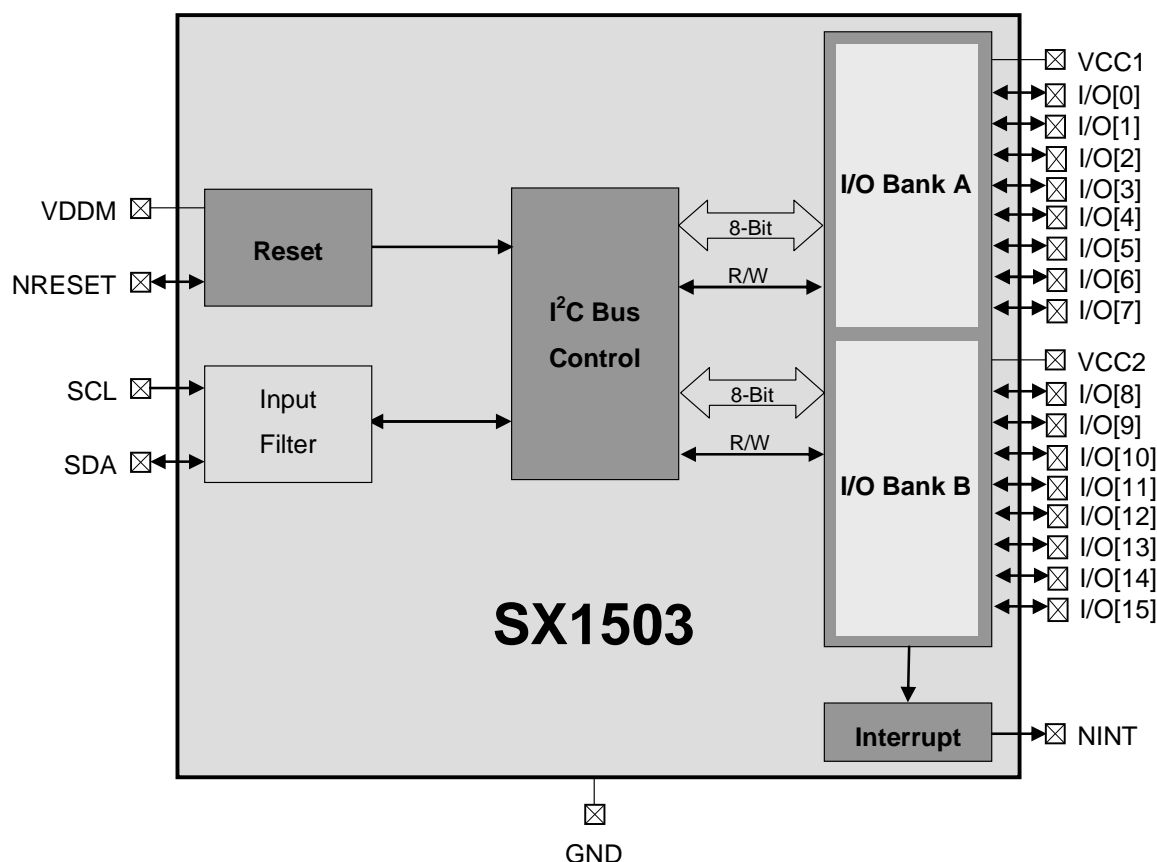 VDDM
NRESET
SCL
SDA
Reset
Input
Filter
I²C Bus
Control
8-Bit
R/W
8-Bit
R/W
I/O Bank A
I/O Bank B
VCC1
I/O[0]
I/O[1]
I/O[2]
I/O[3]
I/O[4]
I/O[5]
I/O[6]
I/O[7]
VCC2
I/O[8]
I/O[9]
I/O[10]
I/O[11]
I/O[12]
I/O[13]
I/O[14]
I/O[15]
SX1503
Interrupt
NINT
GND